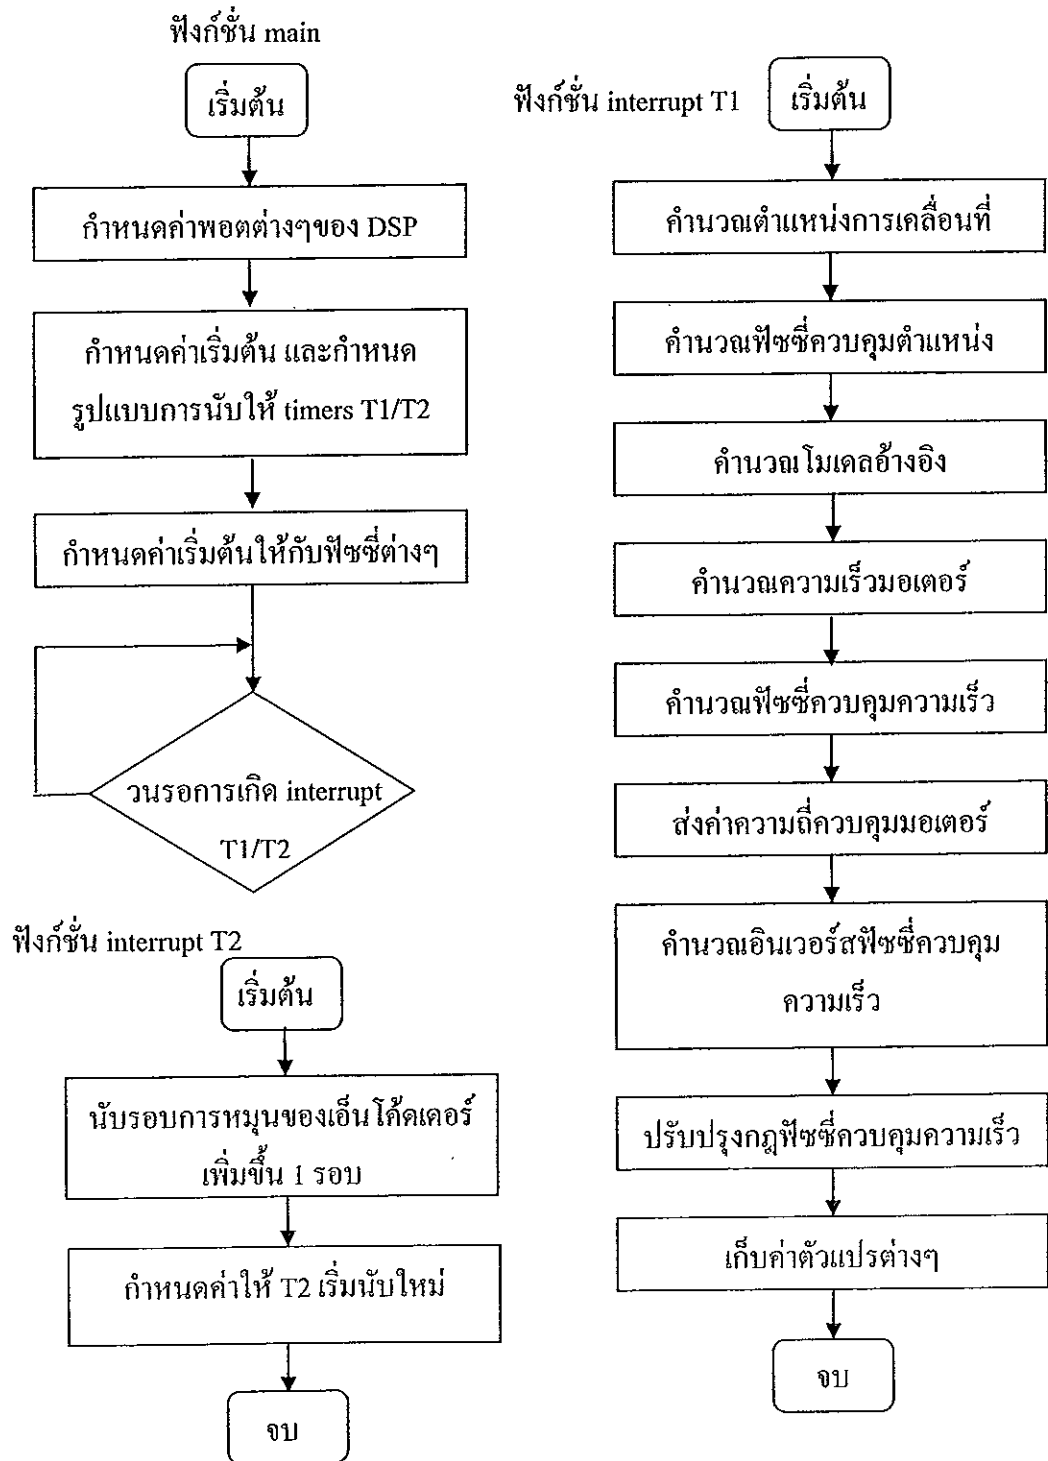 ฟังก์ชั่น main
เริ่มต้น
กำหนดค่าพอตต่างๆของ DSP
กำหนดค่าเริ่มต้น และกำหนด
รูปแบบการนับให้ timers T1/T2
กำหนดค่าเริ่มต้นให้กับฟัซซี่ต่างๆ
วนรอการเกิด interrupt
T1/T2
ฟังก์ชั่น interrupt T2
เริ่มต้น
นับรอบการหมุนของเอ็นโค้ดเดอร์
เพิ่มขึ้น 1 รอบ
กำหนดค่าให้ T2 เริ่มนับใหม่
จบ
ฟังก์ชั่น interrupt T1
เริ่มต้น
คำนวณตำแหน่งการเคลื่อนที่
คำนวณฟัซซี่ควบคุมตำแหน่ง
คำนวณโมเดลอ้างอิง
คำนวณความเร็วมอเตอร์
คำนวณฟัซซี่ควบคุมความเร็ว
ส่งค่าความถี่ควบคุมมอเตอร์
คำนวณอินเวอร์สฟัซซี่ควบคุม
ความเร็ว
ปรับปรุงกฎฟัซซี่ควบคุมความเร็ว
เก็บค่าตัวแปรต่างๆ
จบ